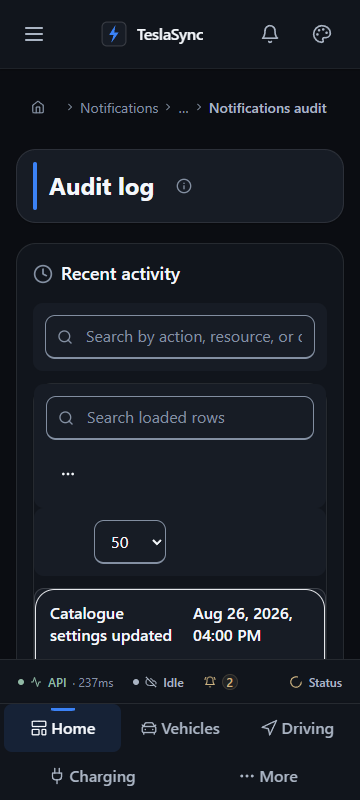 TeslaSync
Notifications ... Notifications audit
Audit log
Recent activity
Search by action, resource, or c
Search loaded rows
...
50
Catalogue settings updated
Aug 26, 2026, 04:00 PM
API · 237ms Idle 2 Status
Home Vehicles Driving
Charging ... More